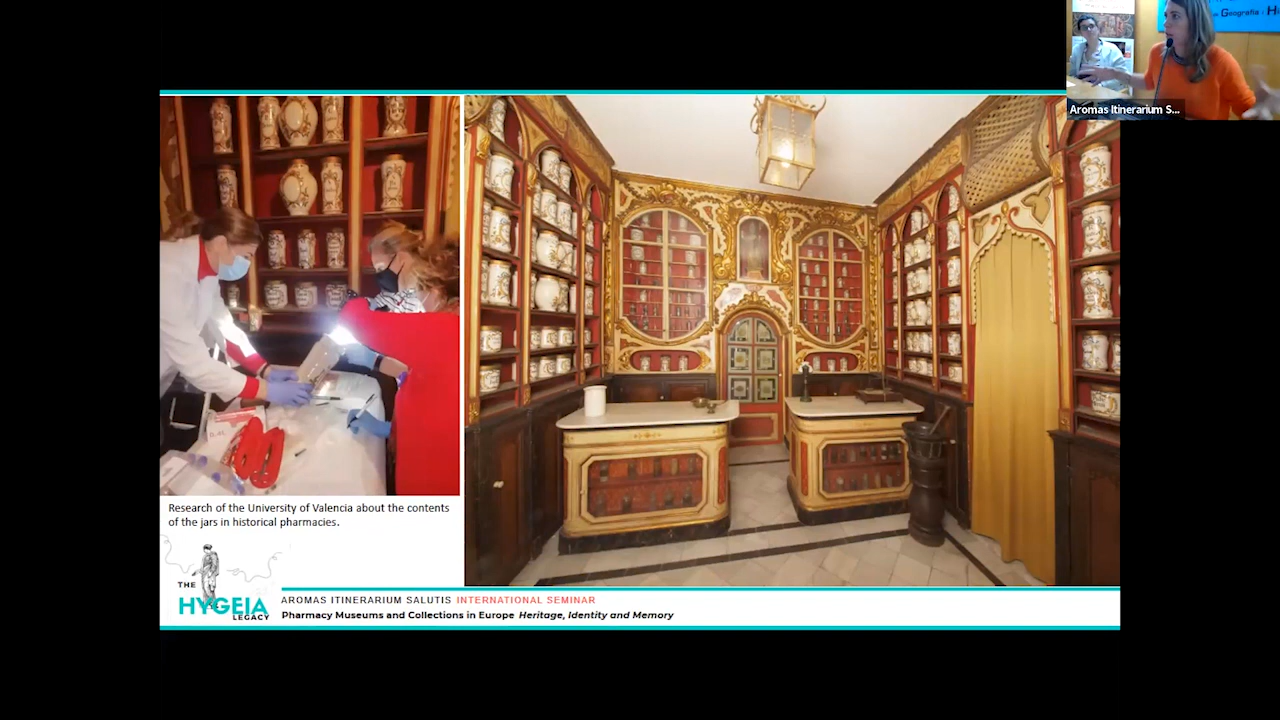 Geografia i H
Aromas Itinerarium S...
Research of the University of Valencia about the contents
of the jars in historical pharmacies.
THE
HYGEIA
LEGACY
AROMAS ITINERARIUM SALUTIS INTERNATIONAL SEMINAR
Pharmacy Museums and Collections in Europe Heritage, Identity and Memory